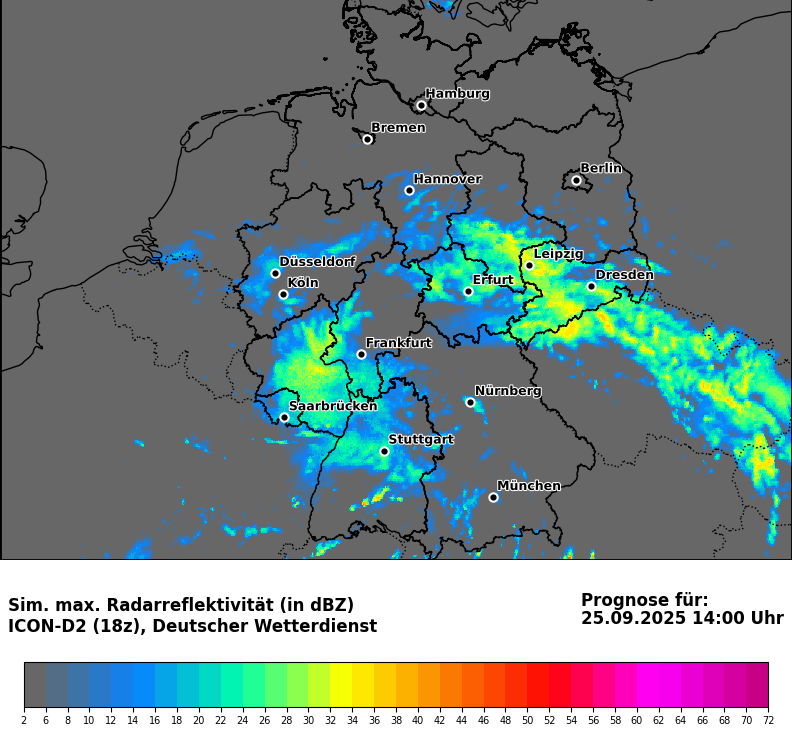 Hamburg
Bremen
Berlin
Hannover
Leipzig
Düsseldorf
Dresden
Köln
Erfurt
Frankfurt
Nürnberg
Saarbrücken
Stuttgart
München
Sim. max. Radarreflektivität (in dBZ)
ICON-D2 (18z), Deutscher Wetterdienst
Prognose für:
25.09.2025 14:00 Uhr
2 6 8 10 12 14 16 18 20 22 24 26 28 30 32 34 36 38 40 42 44 46 48 50 52 54 56 58 60 62 64 66 68 70 72